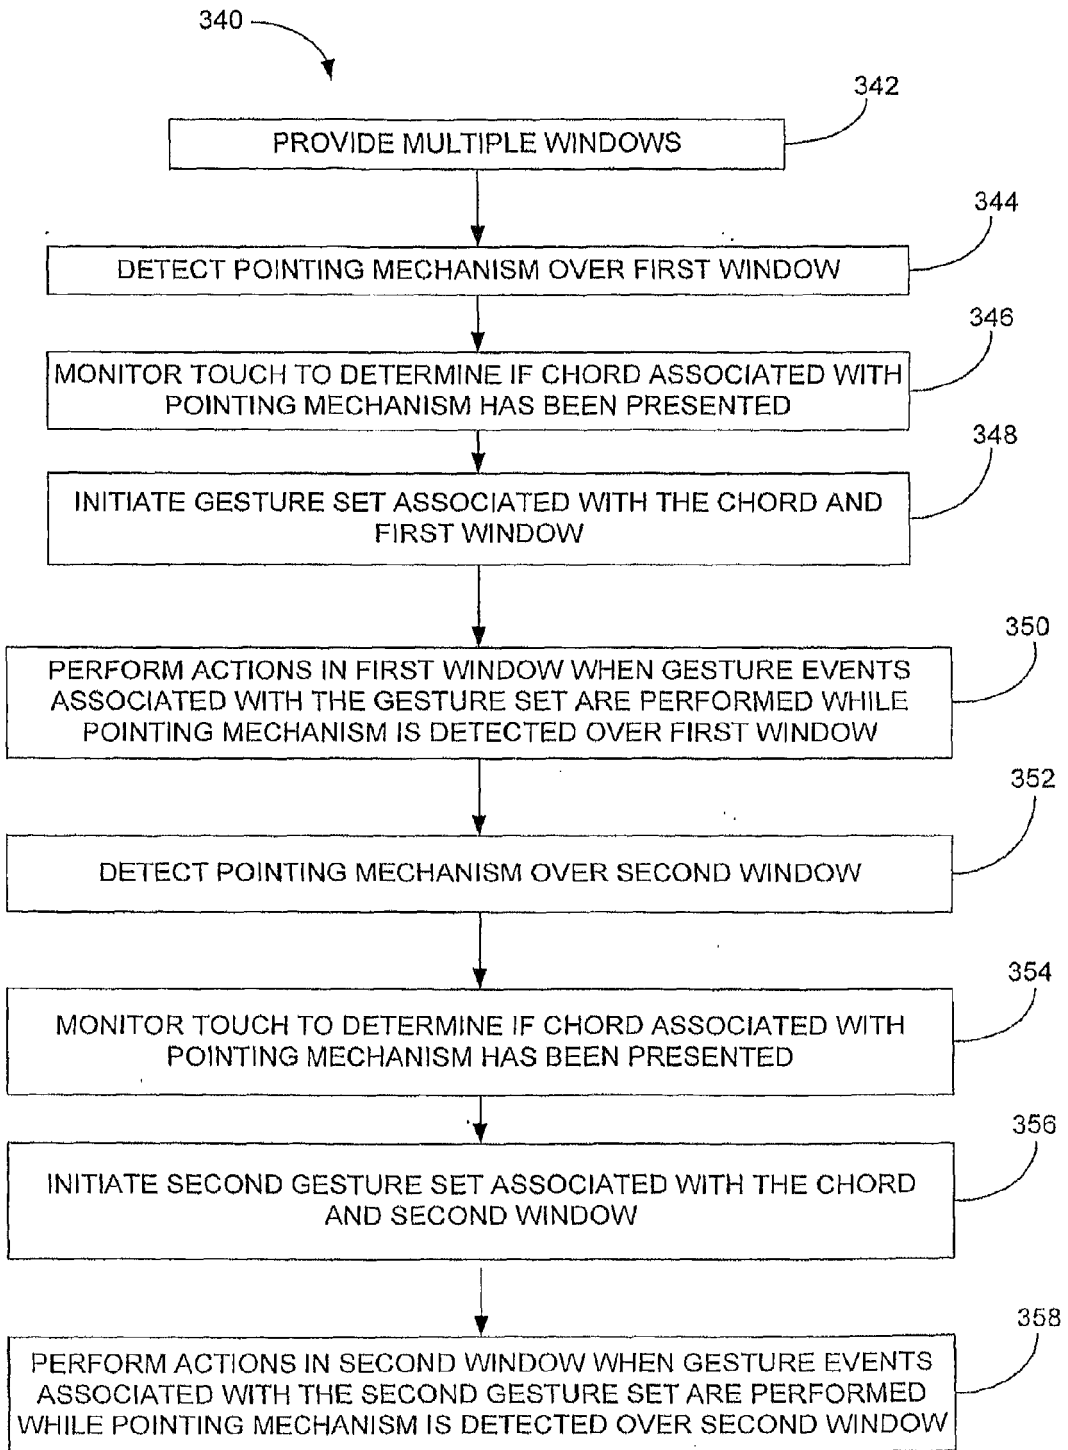 340
342
PROVIDE MULTIPLE WINDOWS
344
DETECT POINTING MECHANISM OVER FIRST WINDOW
346
MONITOR TOUCH TO DETERMINE IF CHORD ASSOCIATED WITH
POINTING MECHANISM HAS BEEN PRESENTED
348
INITIATE GESTURE SET ASSOCIATED WITH THE CHORD AND
FIRST WINDOW
350
PERFORM ACTIONS IN FIRST WINDOW WHEN GESTURE EVENTS
ASSOCIATED WITH THE GESTURE SET ARE PERFORMED WHILE
POINTING MECHANISM IS DETECTED OVER FIRST WINDOW
352
DETECT POINTING MECHANISM OVER SECOND WINDOW
354
MONITOR TOUCH TO DETERMINE IF CHORD ASSOCIATED WITH
POINTING MECHANISM HAS BEEN PRESENTED
356
INITIATE SECOND GESTURE SET ASSOCIATED WITH THE CHORD
AND SECOND WINDOW
358
PERFORM ACTIONS IN SECOND WINDOW WHEN GESTURE EVENTS
ASSOCIATED WITH THE SECOND GESTURE SET ARE PERFORMED
WHILE POINTING MECHANISM IS DETECTED OVER SECOND WINDOW